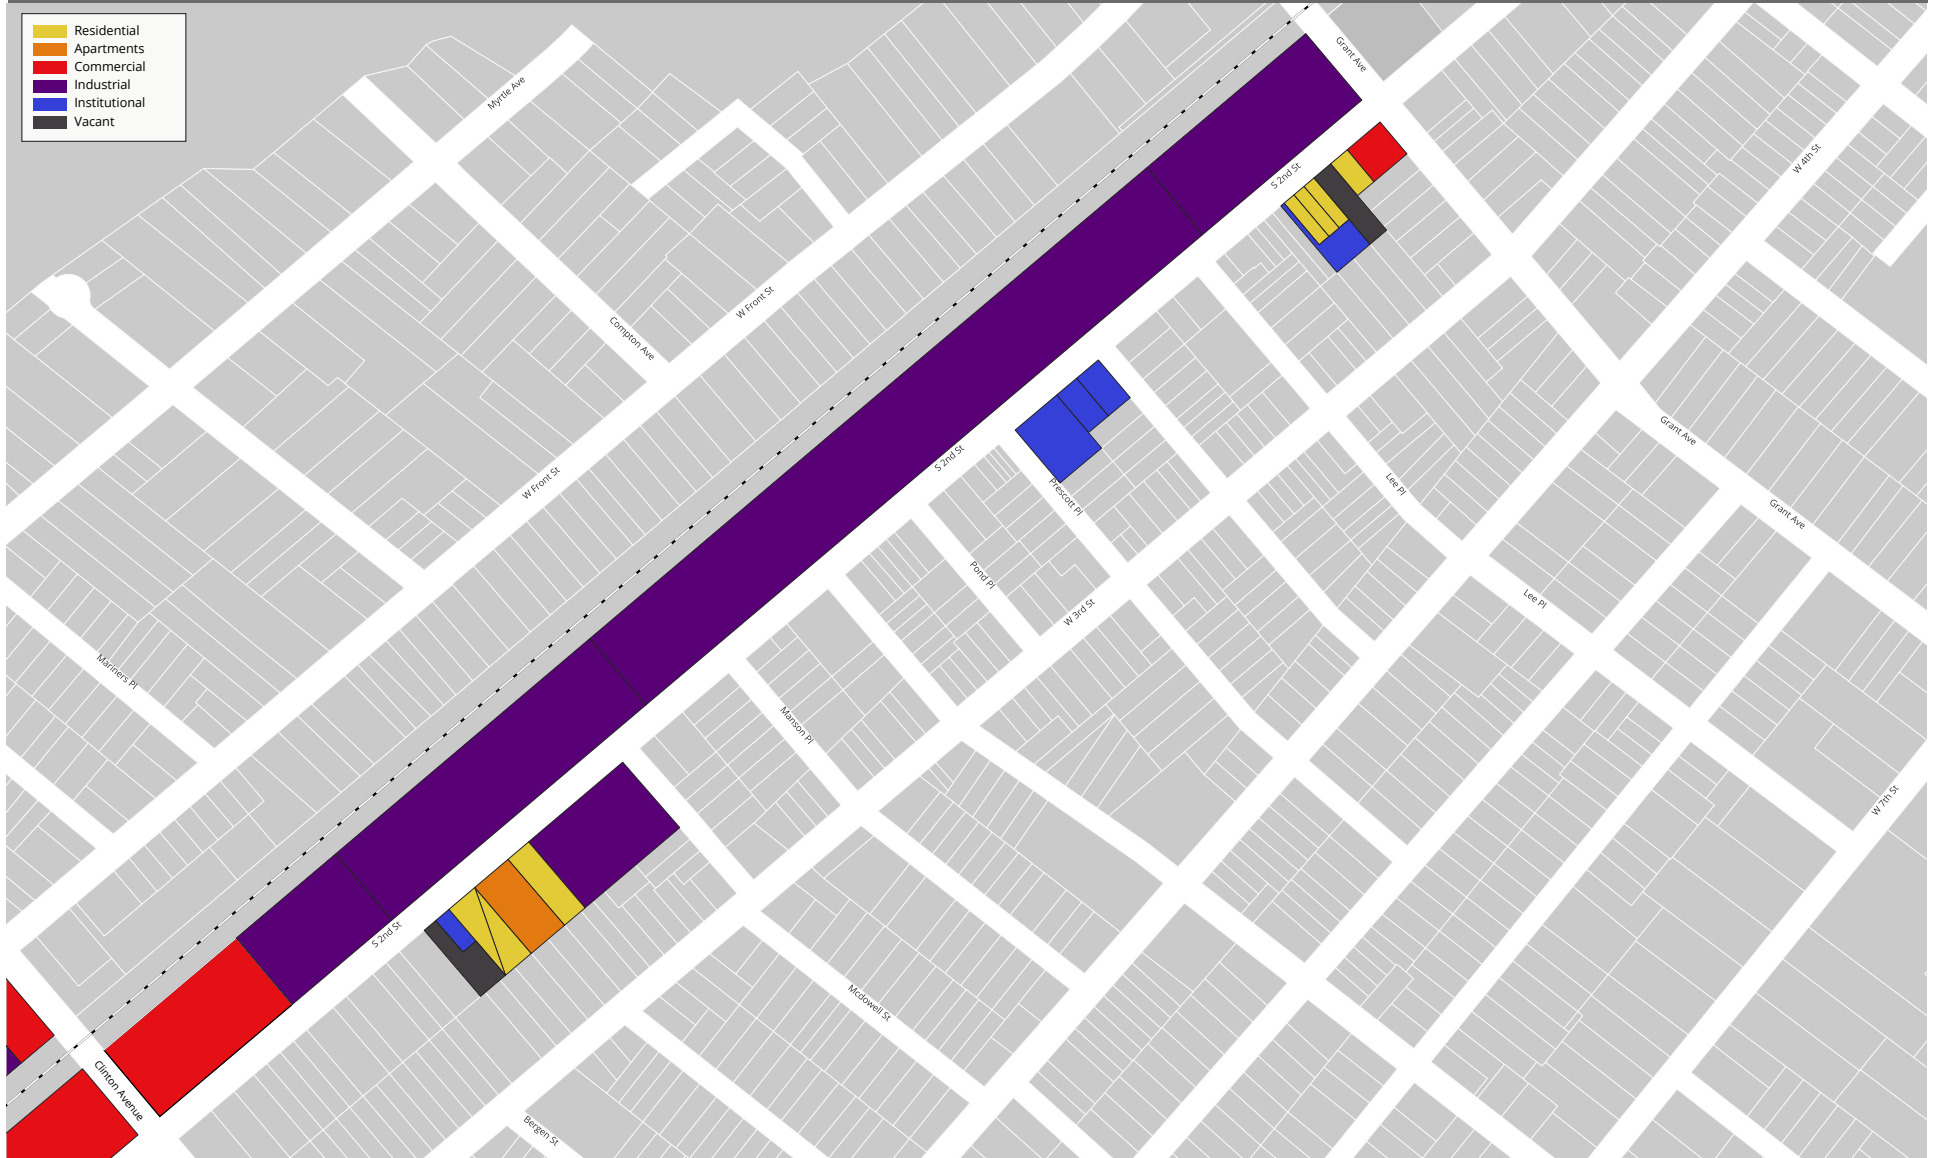 Residential
Apartments
Commercial
Industrial
Institutional
Vacant
Grant Ave
Myrtle Ave
W 4th St
S 2nd St
W Front St
Compton Ave
Grant Ave
S 2nd St
W Front St
Lee Pl
Prescott Pl
Grant Ave
Pond Pl
Lee Pl
W 3rd St
Mariners Pl
Manson Pl
W 7th St
S 2nd St
Mcdowell St
Clinton Avenue
Bergen St